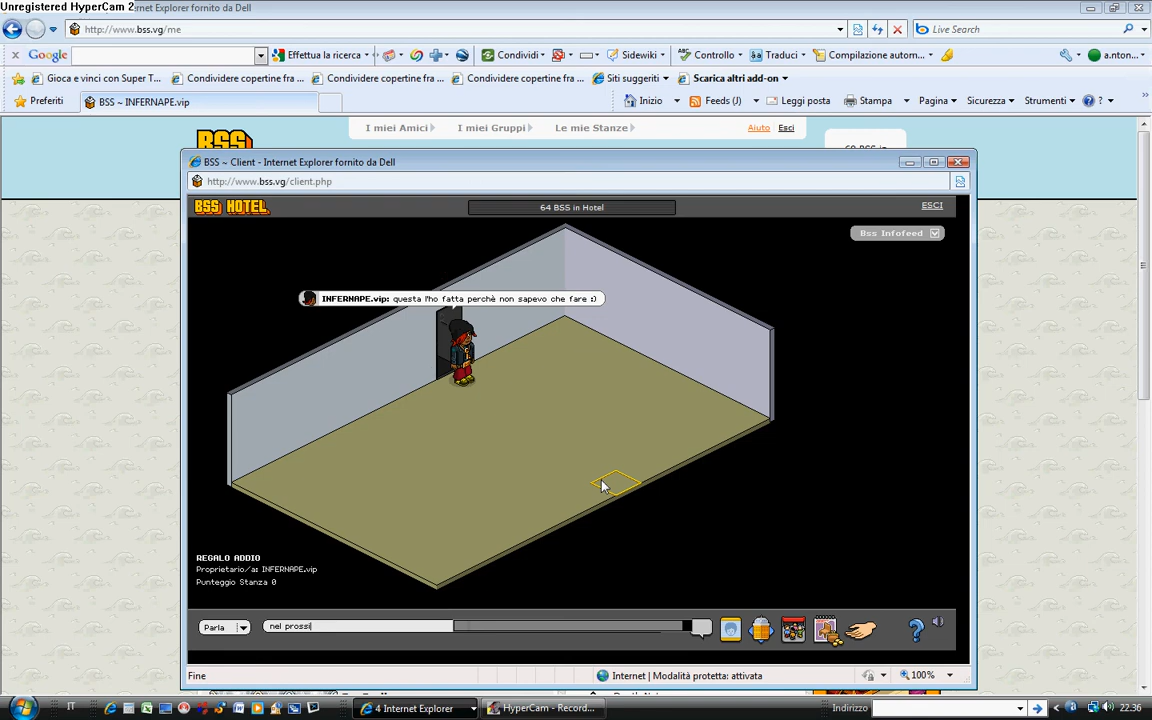 Unregistered HyperCam 2
ernet Explorer fornito da Dell
http://www.bss.vg/me
Live Search
Google
Effettua la ricerca
Condividi
Sidewiki
Controllo
Traduci
Compilazione autom...
a.nton...
Gioca e vinci con Super T...
Condividere copertine fra ...
Condividere copertine fra ...
Condividere copertine fra ...
Siti suggeriti
Scarica altri add-on
Preferiti
BSS ~ INFERNAPE.vip
Inizio
Feeds (J)
Leggi posta
Stampa
Pagina
Sicurezza
Strumenti
I miei Amici
I miei Gruppi
Le mie Stanze
Aiuto
Esci
BSS
BSS ~ Client - Internet Explorer fornito da Dell
http://www.bss.vg/client.php
BSS HOTEL
64 BSS in Hotel
ESCI
Bss Infofeed
INFERNAPE.vip: questa l'ho fatta perchè non sapevo che fare :)
REGALO ADDIO
Proprietario/a: INFERNAPE.vip
Punteggio Stanza 0
Parla
nel prossi
Fine
Internet | Modalità protetta: attivata
100%
IT
4 Internet Explorer
HyperCam - Record...
Indirizzo
22.36